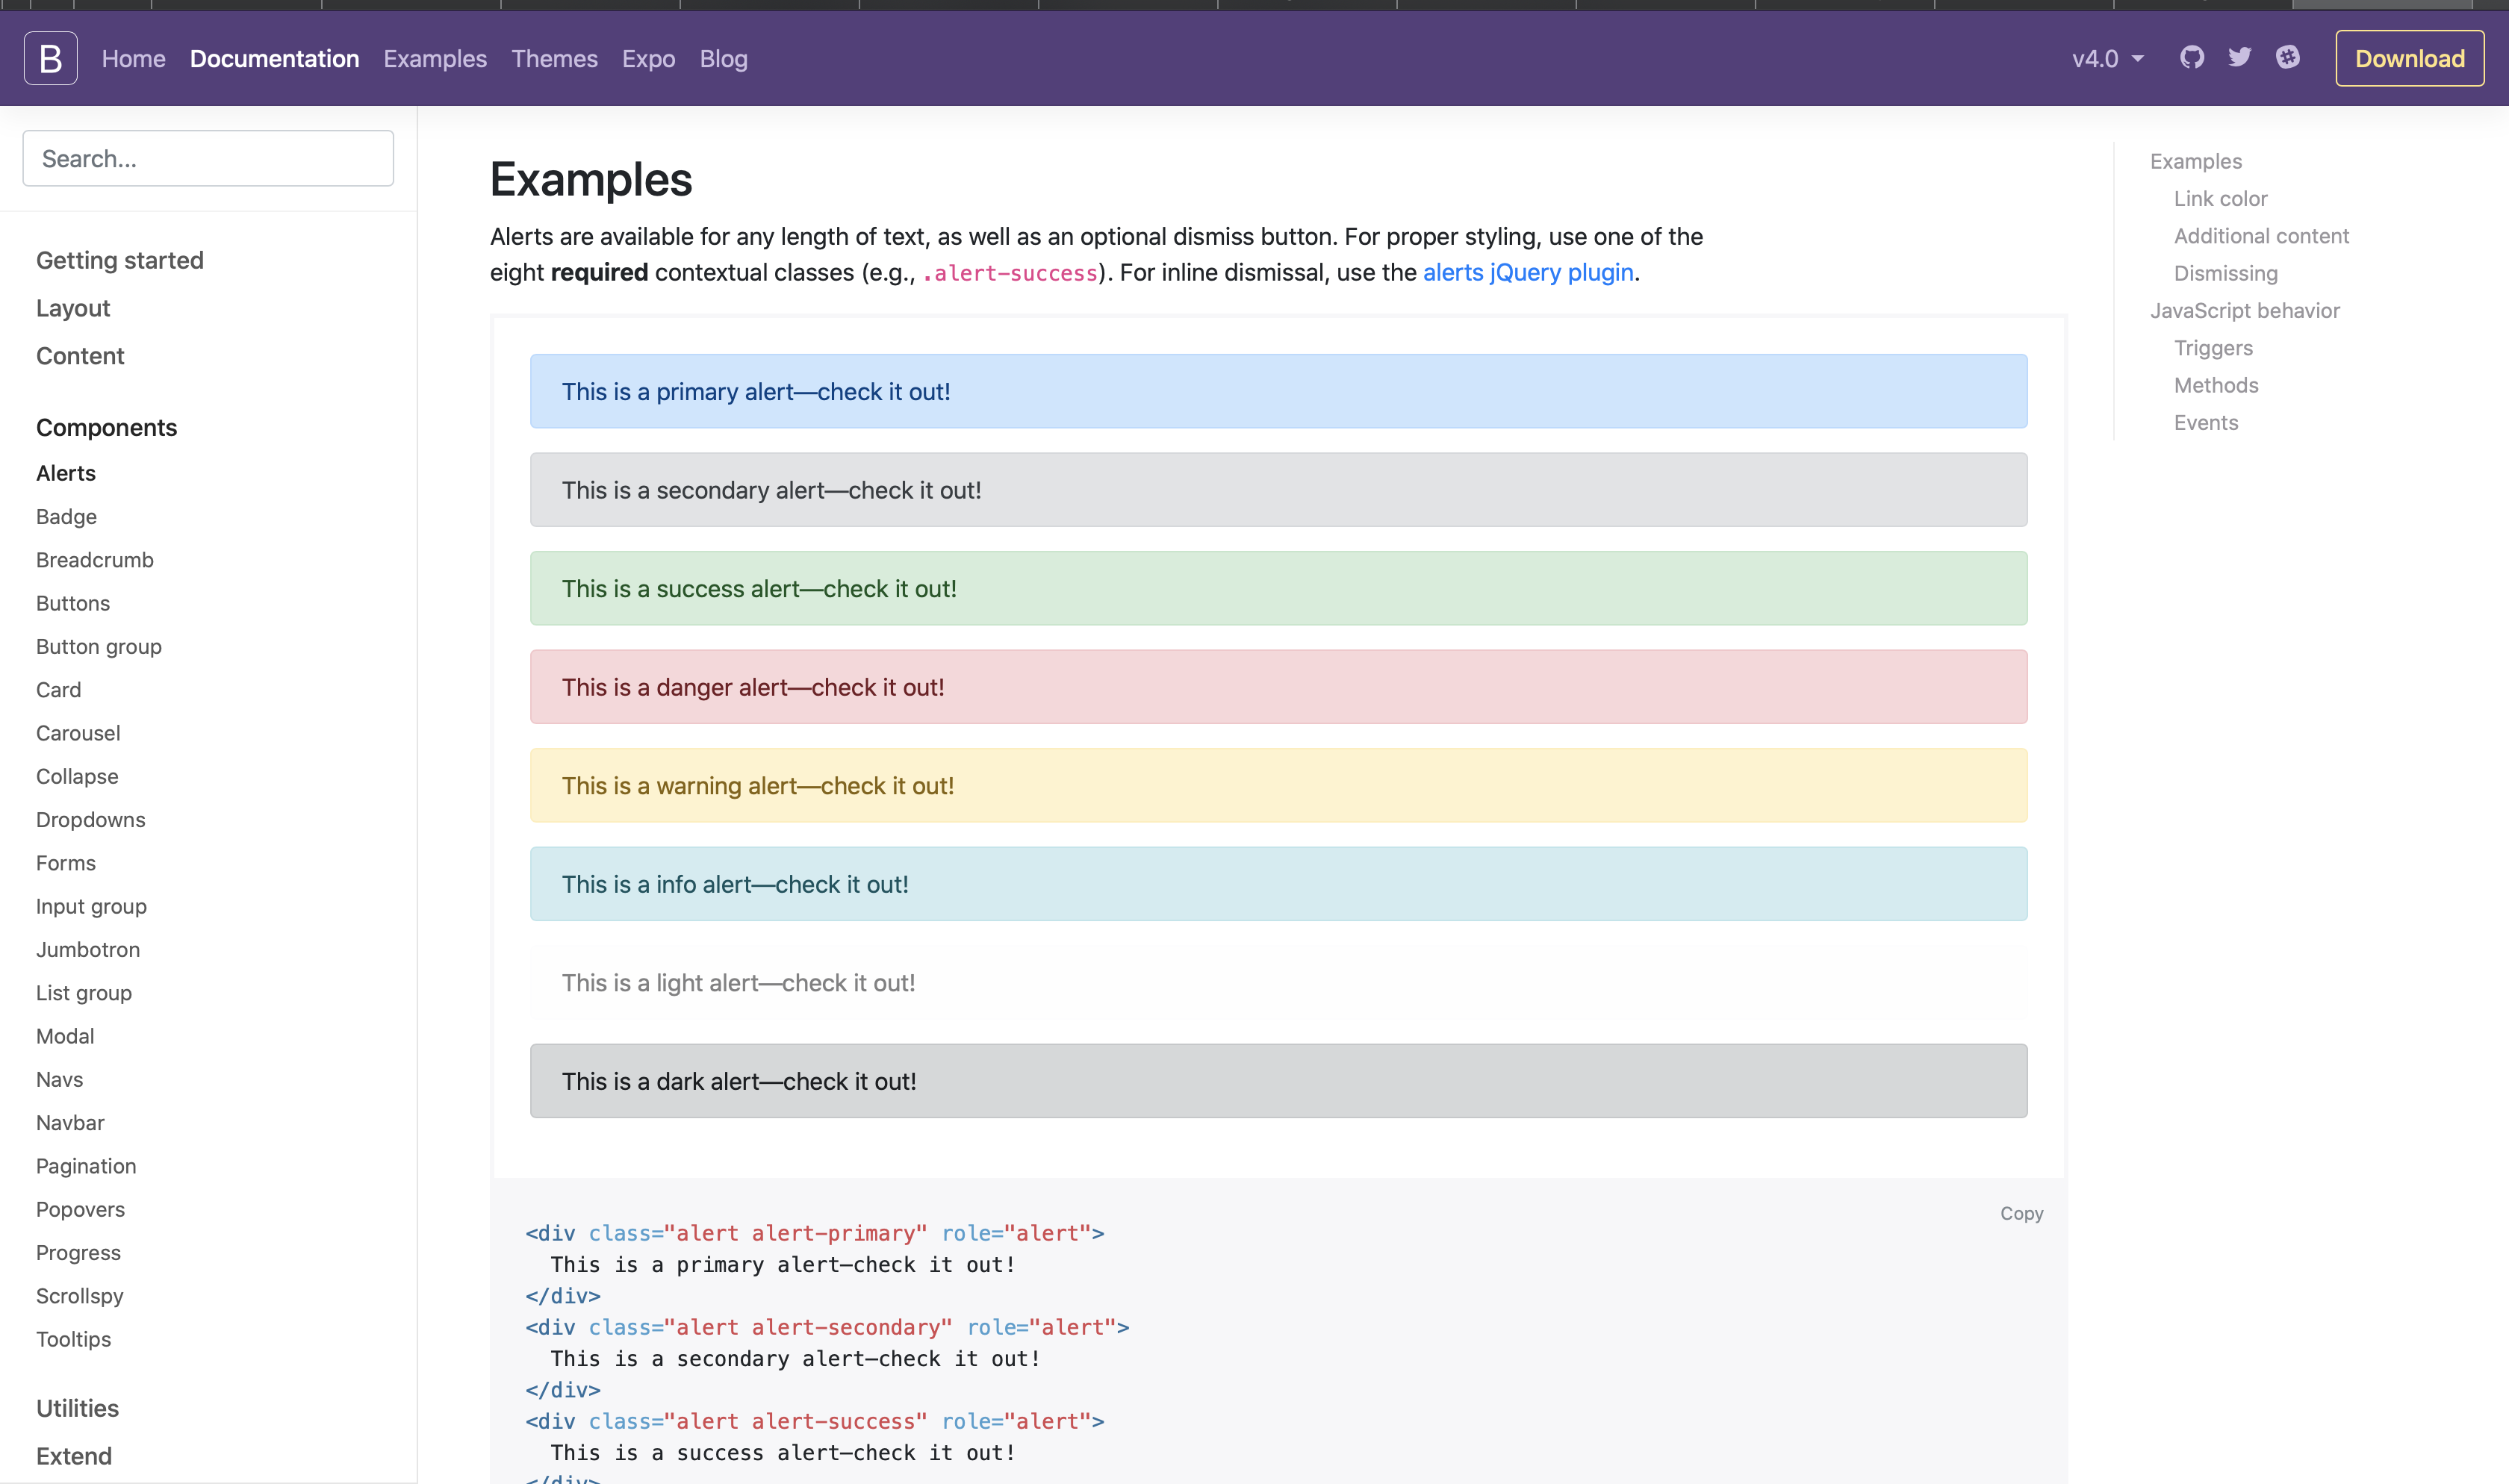 B Home Documentation Examples Themes Expo Blog v4.0 Download
Search...
Getting started
Layout
Content
Components
Alerts
Badge
Breadcrumb
Buttons
Button group
Card
Carousel
Collapse
Dropdowns
Forms
Input group
Jumbotron
List group
Modal
Navs
Navbar
Pagination
Popovers
Progress
Scrollspy
Tooltips
Utilities
Extend
Examples
Alerts are available for any length of text, as well as an optional dismiss button. For proper styling, use one of the
eight required contextual classes (e.g., .alert-success). For inline dismissal, use the alerts jQuery plugin.
This is a primary alert—check it out!
This is a secondary alert—check it out!
This is a success alert—check it out!
This is a danger alert—check it out!
This is a warning alert—check it out!
This is a info alert—check it out!
This is a light alert—check it out!
This is a dark alert—check it out!
Copy
<div class="alert alert-primary" role="alert">
  This is a primary alert—check it out!
</div>
<div class="alert alert-secondary" role="alert">
  This is a secondary alert—check it out!
</div>
<div class="alert alert-success" role="alert">
  This is a success alert—check it out!
</div>
Examples
Link color
Additional content
Dismissing
JavaScript behavior
Triggers
Methods
Events